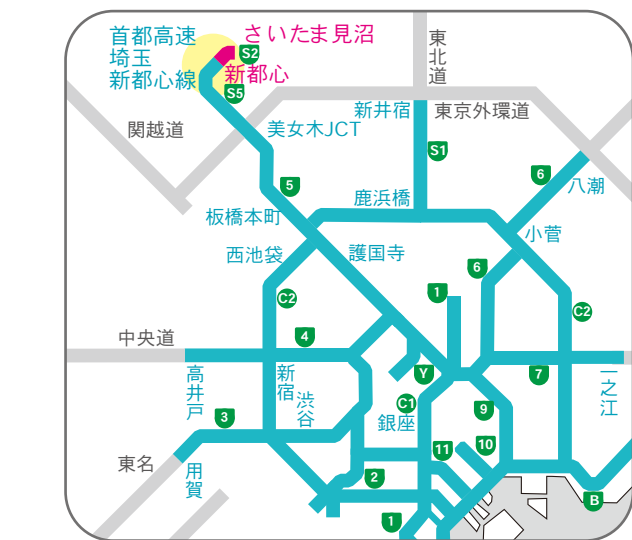 首都高速
埼玉
新都心線
さいたま見沼
S2
新都心
S5
東北道
関越道
美女木JCT
新井宿
東京外環道
S1
5
板橋本町
鹿浜橋
6
八潮
西池袋
護国寺
小菅
6
C2
1
C2
中央道
4
高井戸
新宿
渋谷
Y
7
一之江
3
C1
銀座
9
東名
用賀
11
10
2
1
B